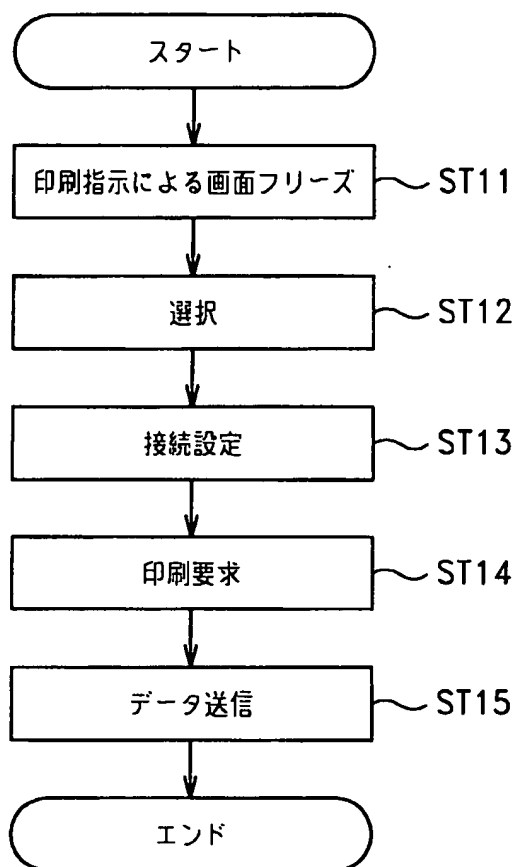 スタート
印刷指示による画面フリーズ ST11
選択 ST12
接続設定 ST13
印刷要求 ST14
データ送信 ST15
エンド